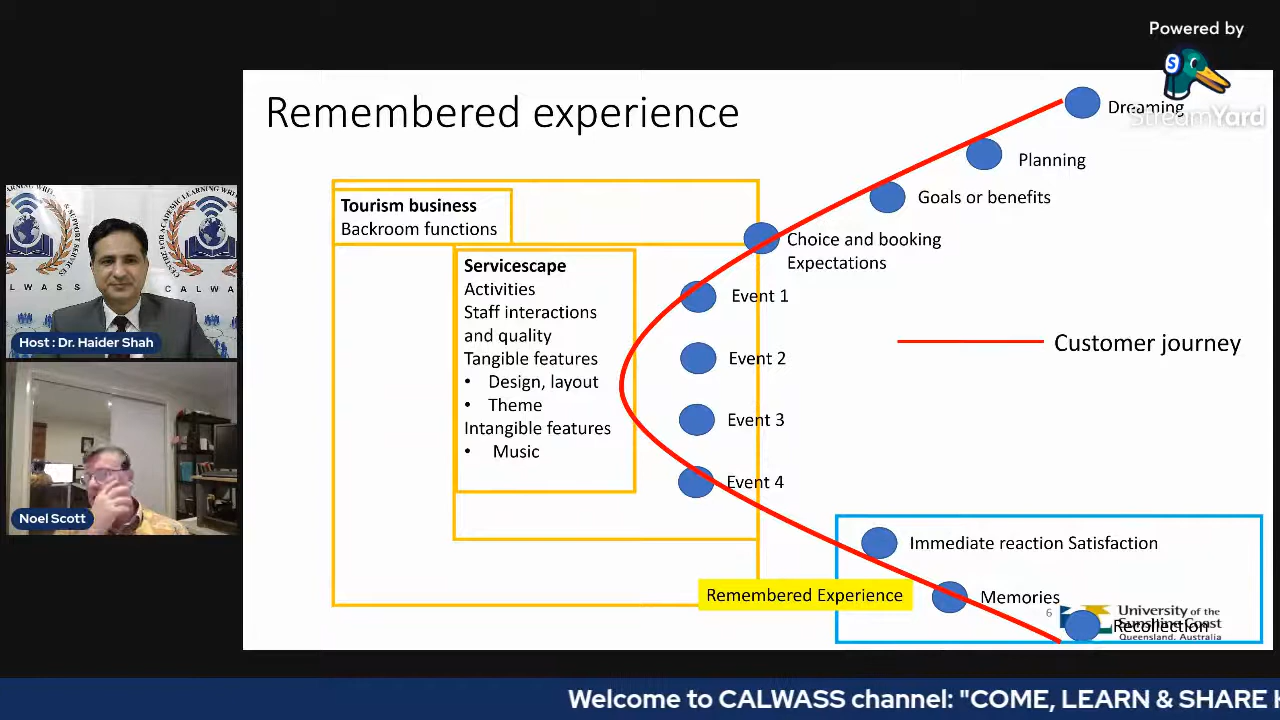 Powered by
StreamYard
Remembered experience
Dreaming
Planning
Goals or benefits
Choice and booking
Expectations
Tourism business
Backroom functions
Servicescape
Activities
Staff interactions
and quality
Tangible features
• Design, layout
• Theme
Intangible features
• Music
Event 1
Event 2
Event 3
Event 4
Customer journey
Immediate reaction Satisfaction
Remembered Experience
Memories
Recollection
6
University of the
Sunshine Coast
Queensland, Australia
CALWASS
Host : Dr. Haider Shah
Noel Scott
Welcome to CALWASS channel: "COME, LEARN & SHARE